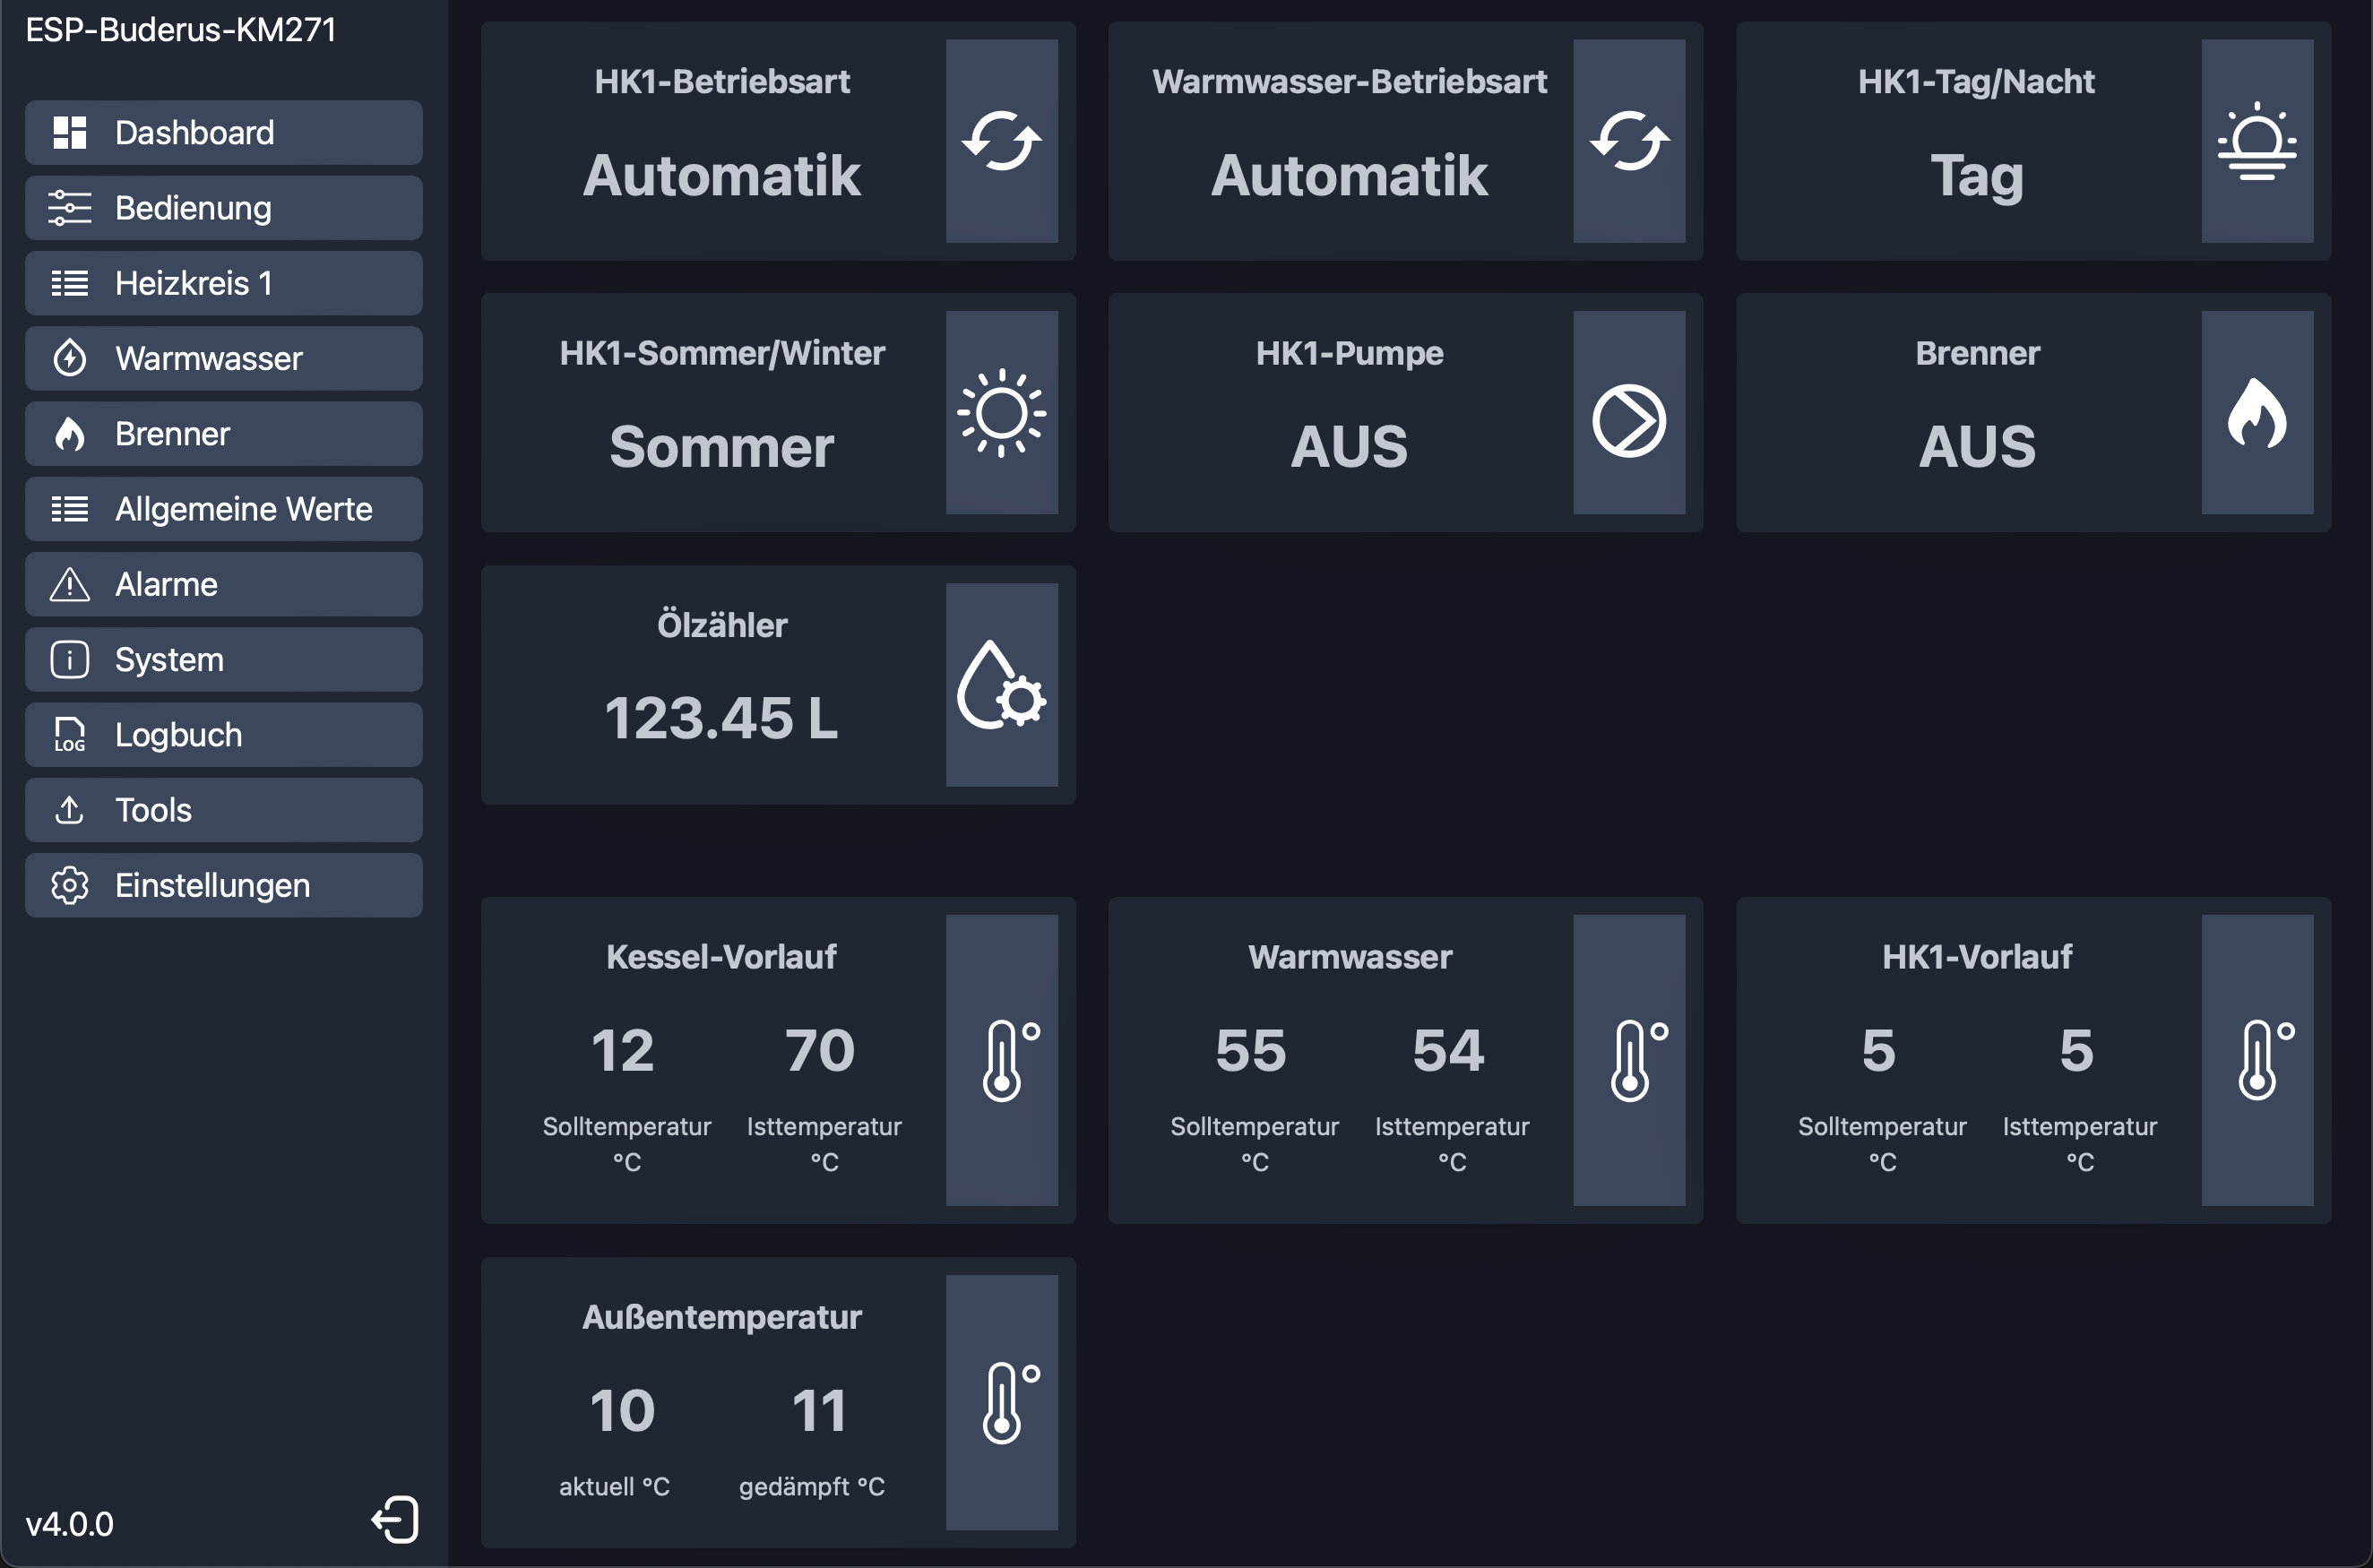 ESP-Buderus-KM271
Dashboard
Bedienung
Heizkreis 1
Warmwasser
Brenner
Allgemeine Werte
Alarme
System
LOG
Logbuch
Tools
Einstellungen
v4.0.0
HK1-Betriebsart
Automatik
Warmwasser-Betriebsart
Automatik
HK1-Tag/Nacht
Tag
HK1-Sommer/Winter
Sommer
HK1-Pumpe
AUS
Brenner
AUS
Ölzähler
123.45 L
Kessel-Vorlauf
12 70
Solltemperatur Isttemperatur
°C °C
Warmwasser
55 54
Solltemperatur Isttemperatur
°C °C
HK1-Vorlauf
5 5
Solltemperatur Isttemperatur
°C °C
Außentemperatur
10 11
aktuell °C gedämpft °C